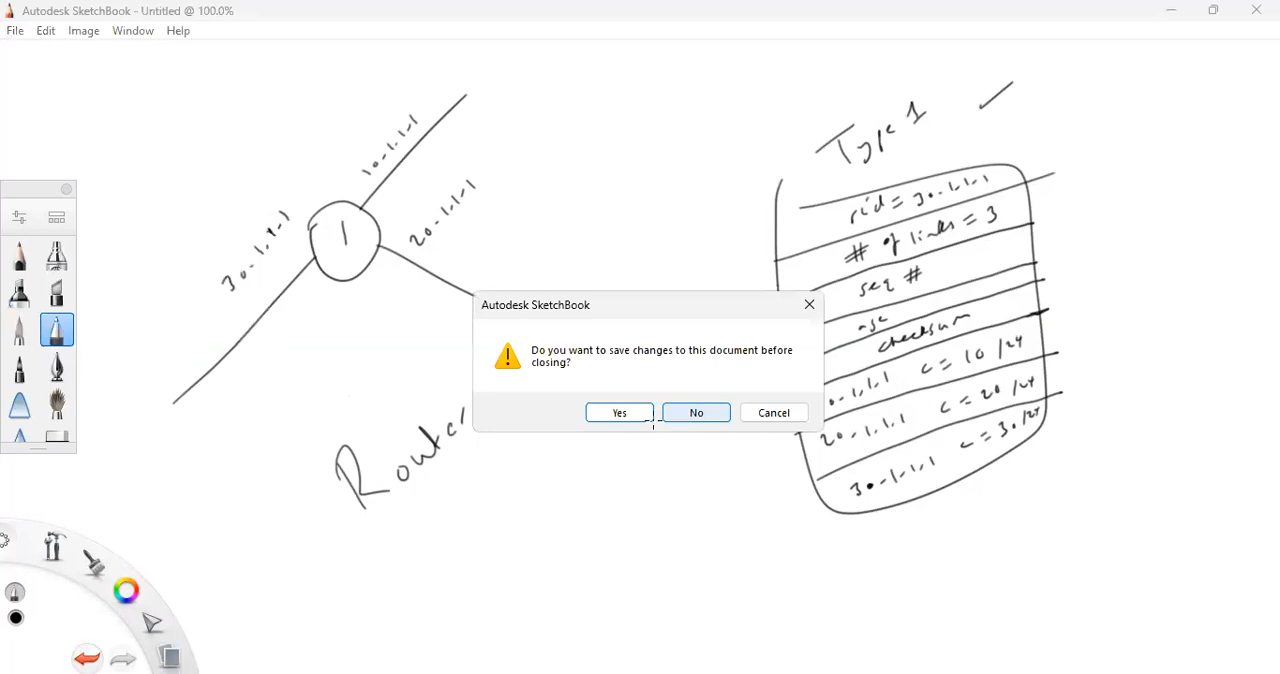 Autodesk SketchBook - Untitled @ 100.0%
File Edit Image Window Help
10-1.1-1
20-1.1-1
30-1.1-1
1
Router
Type 1
rid = 30-1.1-1
# of links = 3
seq #
age
checksum
0-1.1.1 c = 10 /24
20-1.1.1 c = 20 /24
30-1-1.1 c = 30 /24
Autodesk SketchBook
Do you want to save changes to this document before
closing?
Yes No Cancel